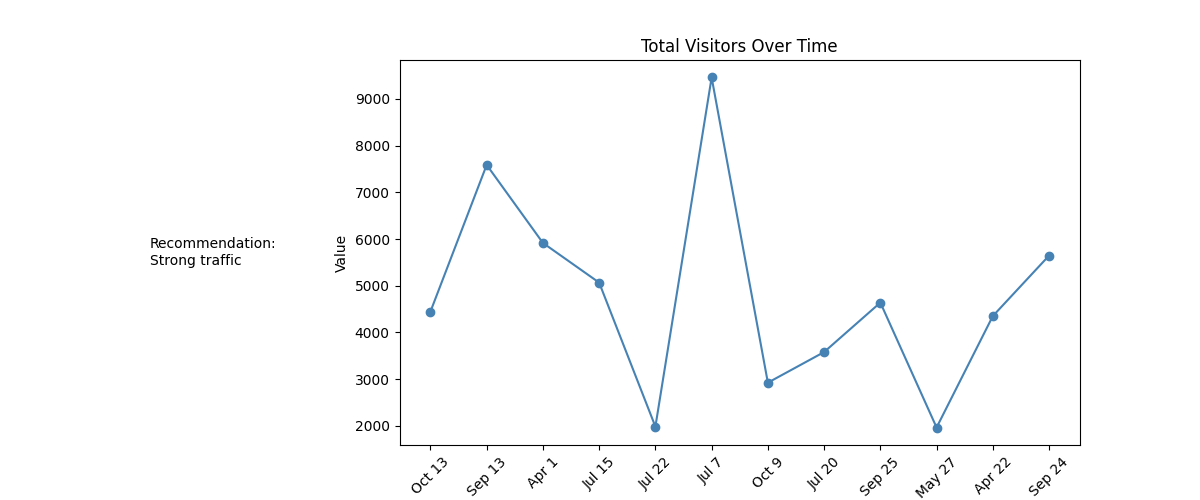 Total Visitors Over Time
Recommendation:
Strong traffic
Value
9000
8000
7000
6000
5000
4000
3000
2000
Oct 13
Sep 13
Apr 1
Jul 15
Jul 22
Jul 7
Oct 9
Jul 20
Sep 25
May 27
Apr 22
Sep 24